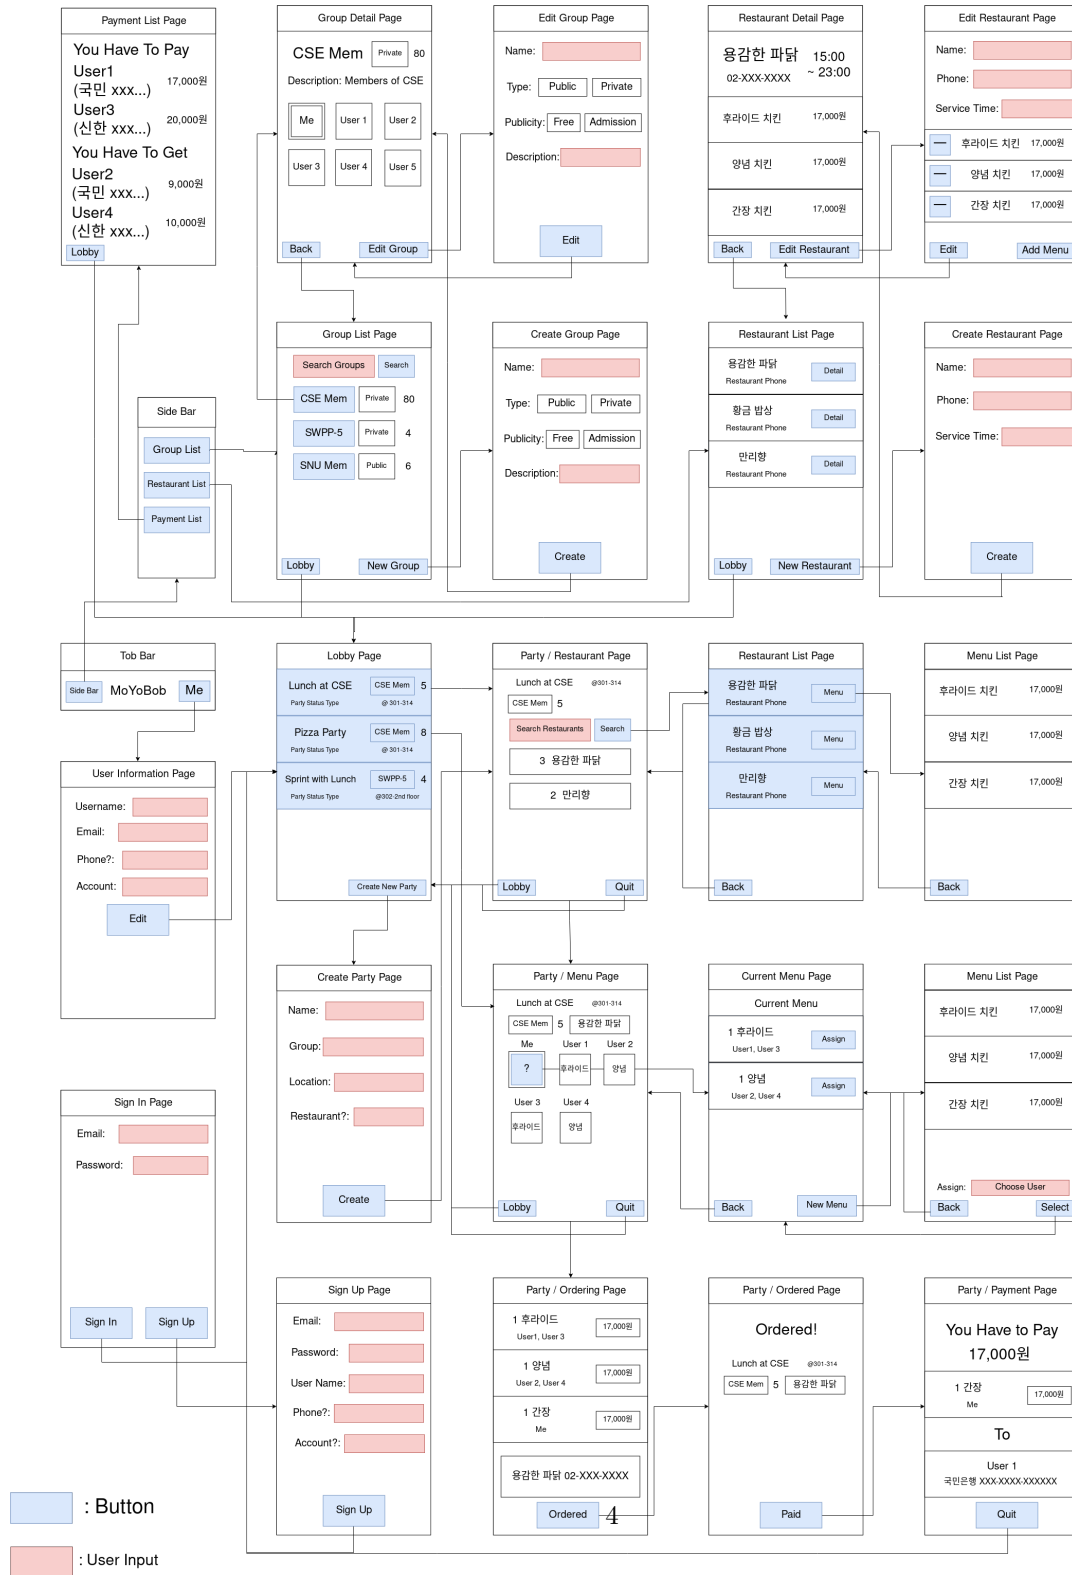 Payment List Page
You Have To Pay
User1
(국민 xxx...)
17,000원
User3
(신한 xxx...)
20,000원
You Have To Get
User2
(국민 xxx...)
9,000원
User4
(신한 xxx...)
10,000원
Lobby
Group Detail Page
CSE Mem
Private
80
Description: Members of CSE
Me
User 1
User 2
User 3
User 4
User 5
Back
Edit Group
Edit Group Page
Name:
Type:
Public
Private
Publicity:
Free
Admission
Description:
Edit
Restaurant Detail Page
용감한 파닭
15:00
~ 23:00
02-XXX-XXXX
후라이드 치킨
17,000원
양념 치킨
17,000원
간장 치킨
17,000원
Back
Edit Restaurant
Edit Restaurant Page
Name:
Phone:
Service Time:
후라이드 치킨
17,000원
양념 치킨
17,000원
간장 치킨
17,000원
Edit
Add Menu
Side Bar
Group List
Restaurant List
Payment List
Group List Page
Search Groups
Search
CSE Mem
Private
80
SWPP-5
Private
4
SNU Mem
Public
6
Lobby
New Group
Create Group Page
Name:
Type:
Public
Private
Publicity:
Free
Admission
Description:
Create
Restaurant List Page
용감한 파닭
Restaurant Phone
Detail
황금 밥상
Restaurant Phone
Detail
만리향
Restaurant Phone
Detail
Lobby
New Restaurant
Create Restaurant Page
Name:
Phone:
Service Time:
Create
Tob Bar
Side Bar
MoYoBob
Me
User Information Page
Username:
Email:
Phone?:
Account:
Edit
Lobby Page
Lunch at CSE
CSE Mem
5
Party Status Type
@ 301-314
Pizza Party
CSE Mem
8
Party Status Type
@ 301-314
Sprint with Lunch
SWPP-5
4
Party Status Type
@302-2nd floor
Create New Party
Party / Restaurant Page
Lunch at CSE
@301-314
CSE Mem
5
Search Restaurants
Search
3 용감한 파닭
2 만리향
Lobby
Quit
Restaurant List Page
용감한 파닭
Restaurant Phone
Menu
황금 밥상
Restaurant Phone
Menu
만리향
Restaurant Phone
Menu
Back
Menu List Page
후라이드 치킨
17,000원
양념 치킨
17,000원
간장 치킨
17,000원
Back
Create Party Page
Name:
Group:
Location:
Restaurant?:
Create
Party / Menu Page
Lunch at CSE
@301-314
CSE Mem
5
용감한 파닭
Me
User 1
User 2
?
후라이드
양념
User 3
User 4
후라이드
양념
Lobby
Quit
Current Menu Page
Current Menu
1 후라이드
User1, User 3
Assign
1 양념
User 2, User 4
Assign
Back
New Menu
Menu List Page
후라이드 치킨
17,000원
양념 치킨
17,000원
간장 치킨
17,000원
Assign:
Choose User
Back
Select
Sign In Page
Email:
Password:
Sign In
Sign Up
Sign Up Page
Email:
Password:
User Name:
Phone?:
Account?:
Sign Up
Party / Ordering Page
1 후라이드
User1, User 3
17,000원
1 양념
User 2, User 4
17,000원
1 간장
Me
17,000원
용감한 파닭 02-XXX-XXXX
Ordered
Party / Ordered Page
Ordered!
Lunch at CSE
@301-314
CSE Mem
5
용감한 파닭
Paid
Party / Payment Page
You Have to Pay
17,000원
1 간장
Me
17,000원
To
User 1
국민은행 XXX-XXXX-XXXXXX
Quit
: Button
: User Input
4